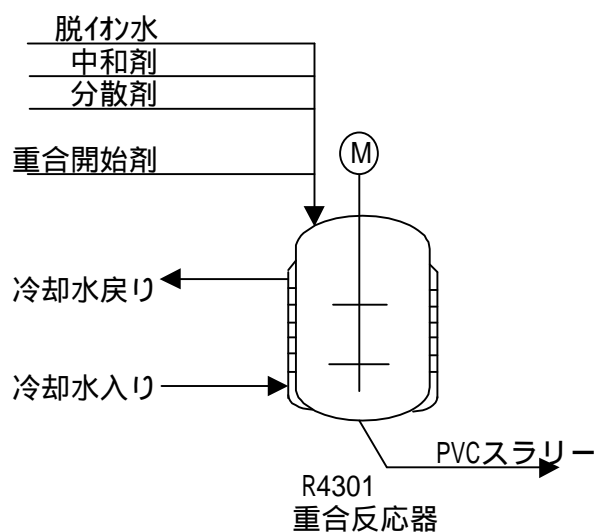 脱イオン水
中和剤
分散剤
重合開始剤
M
冷却水戻り
冷却水入り
PVCスラリー
R4301
重合反応器